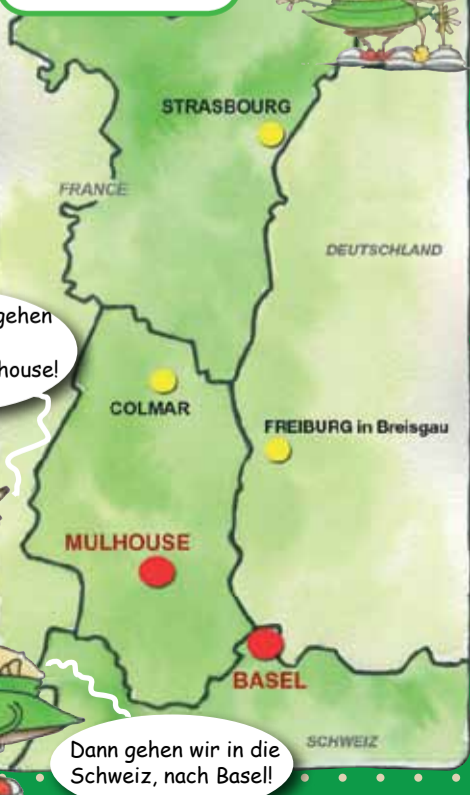 STRASBOURG
FRANCE
DEUTSCHLAND
gehen
house!
COLMAR
FREIBURG in Breisgau
MULHOUSE
BASEL
SCHWEIZ
Dann gehen wir in die
Schweiz, nach Basel!